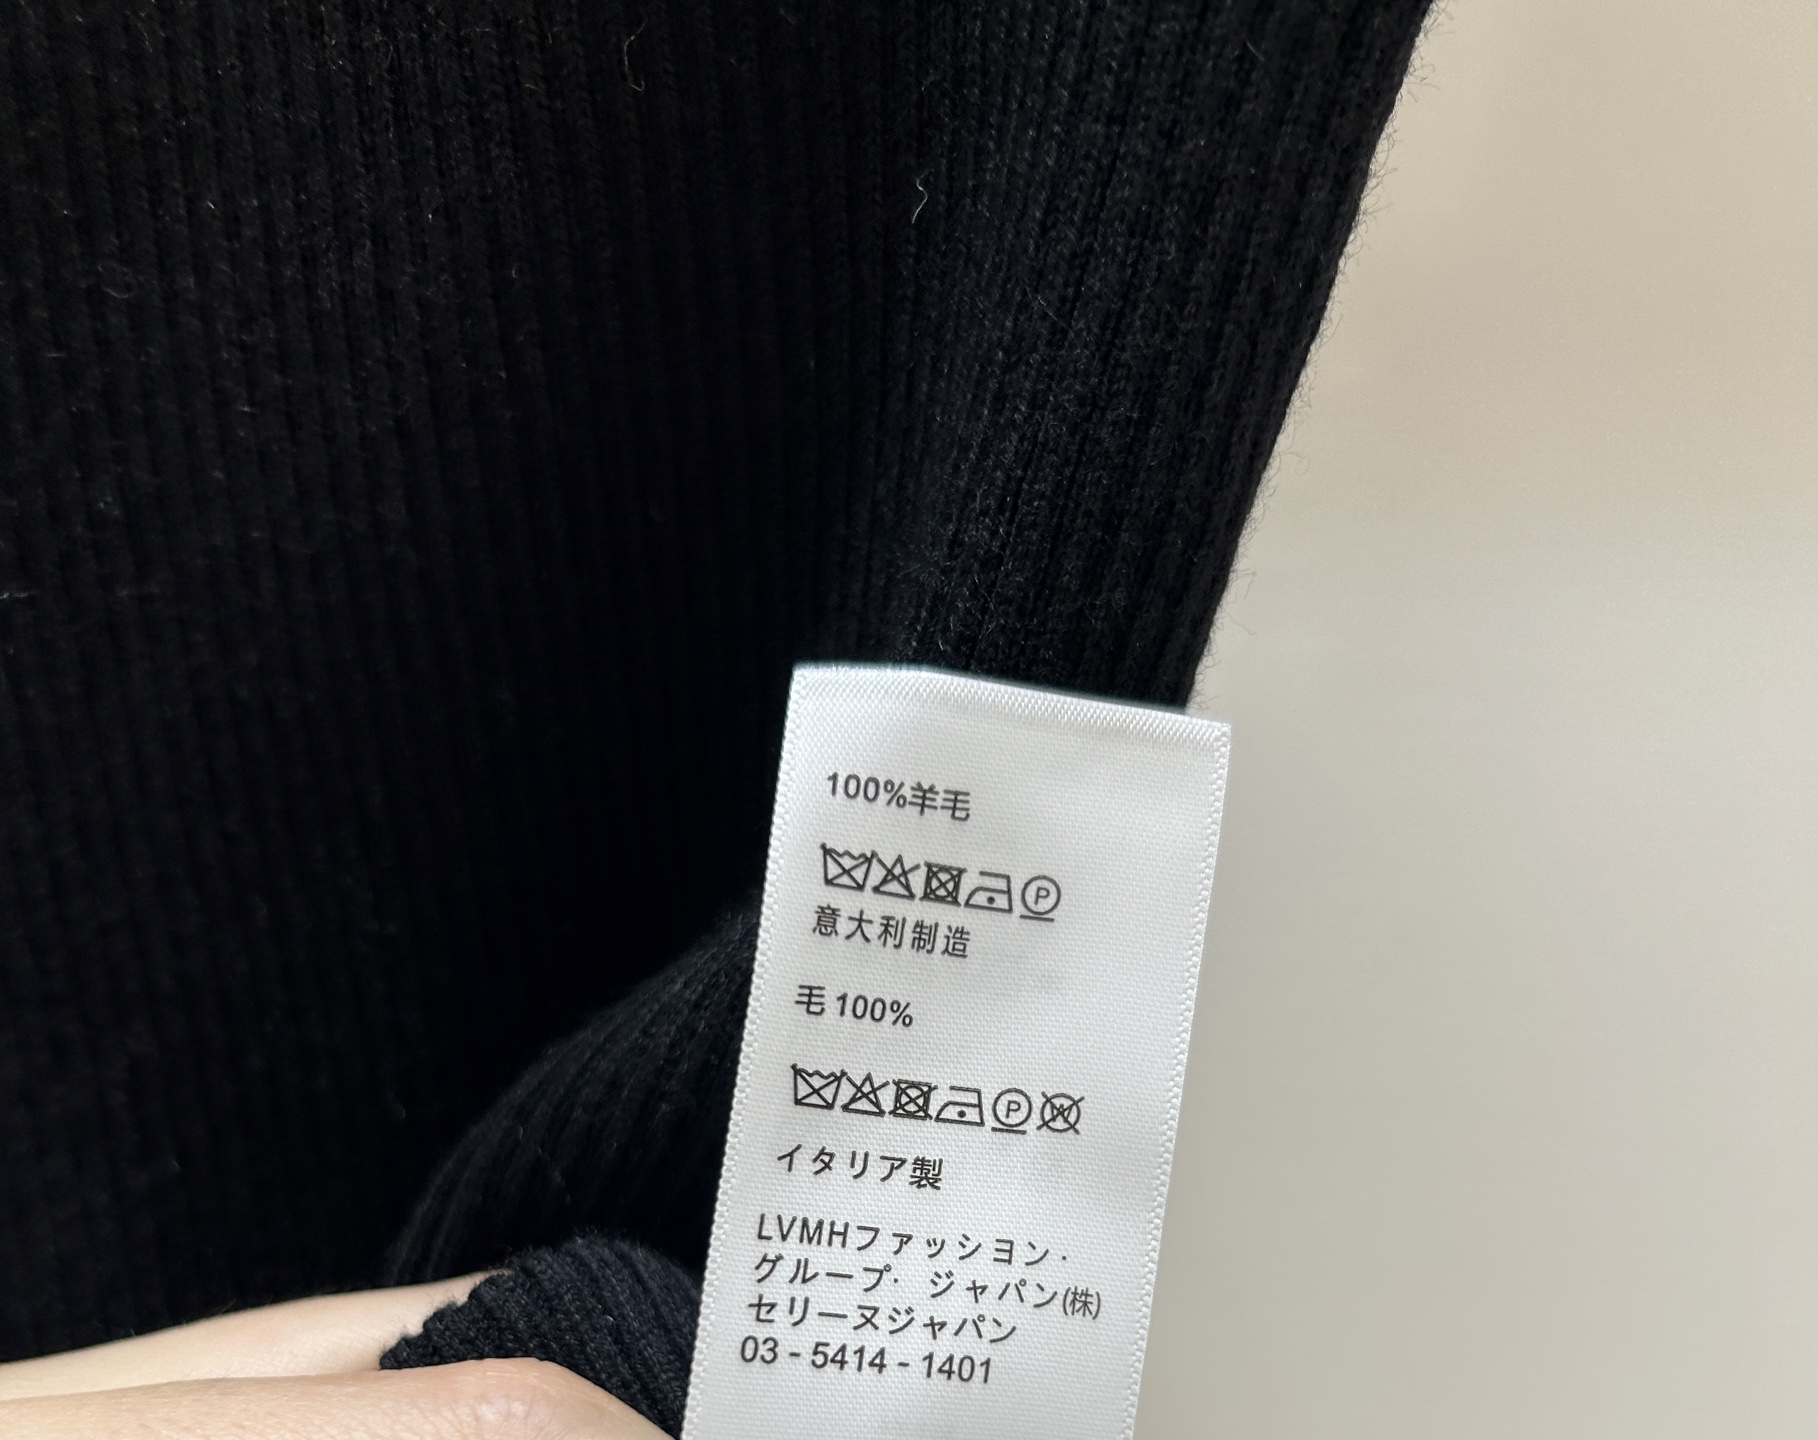 100%羊毛
P
意大利制造
毛 100%
P W
イタリア製
LVMHファッション·
グループ· ジャパン(株)
セリーヌジャパン
03 - 5414 - 1401